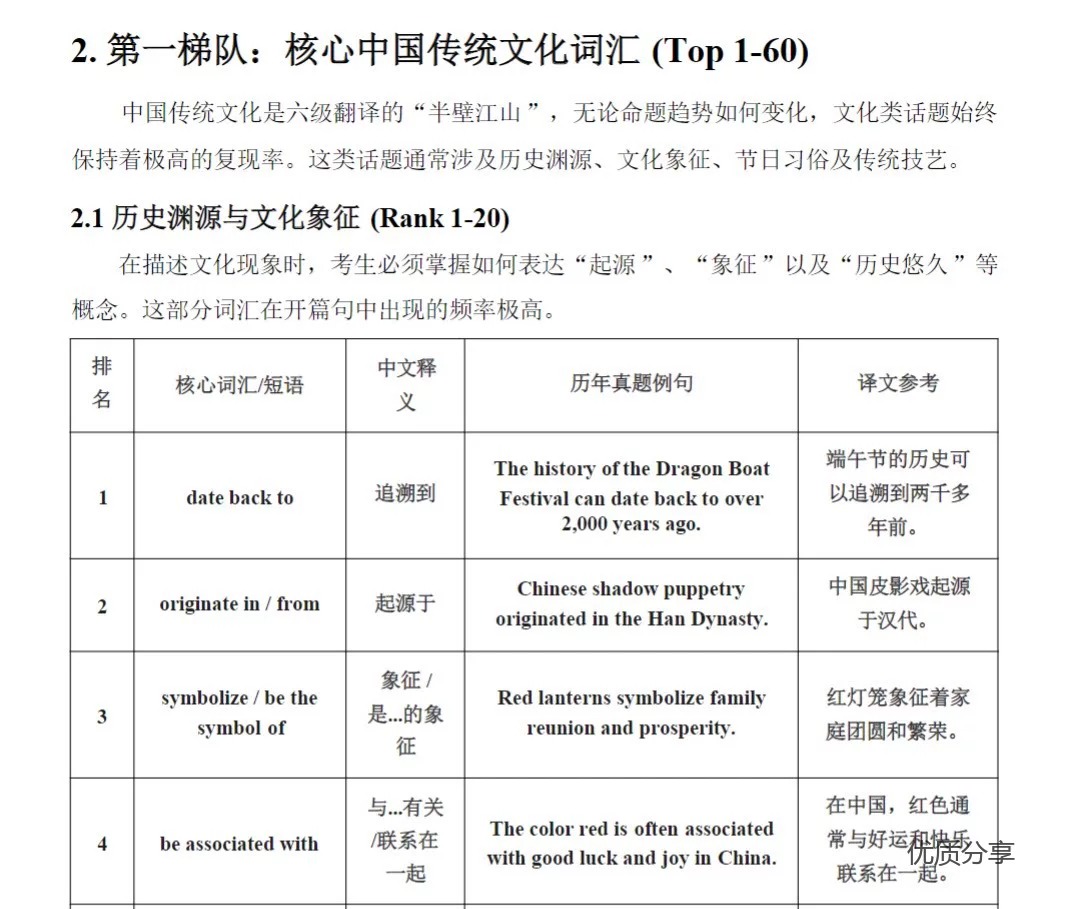 2. 第一梯队：核心中国传统文化词汇 (Top 1-60)
中国传统文化是六级翻译的“半壁江山”，无论命题趋势如何变化，文化类话题始终
保持着极高的复现率。这类话题通常涉及历史渊源、文化象征、节日习俗及传统技艺。
2.1 历史渊源与文化象征 (Rank 1-20)
在描述文化现象时，考生必须掌握如何表达“起源”、“象征”以及“历史悠久”等
概念。这部分词汇在开篇句中出现的频率极高。
排
名
核心词汇/短语
中文释
义
历年真题例句
译文参考
1
date back to
追溯到
The history of the Dragon Boat
Festival can date back to over
2,000 years ago.
端午节的历史可
以追溯到两千多
年前。
2
originate in / from
起源于
Chinese shadow puppetry
originated in the Han Dynasty.
中国皮影戏起源
于汉代。
3
symbolize / be the
symbol of
象征 /
是...的象
征
Red lanterns symbolize family
reunion and prosperity.
红灯笼象征着家
庭团圆和繁荣。
4
be associated with
与...有关
/联系在
一起
The color red is often associated
with good luck and joy in China.
在中国，红色通
常与好运和快乐
联系在一起。
优质分享